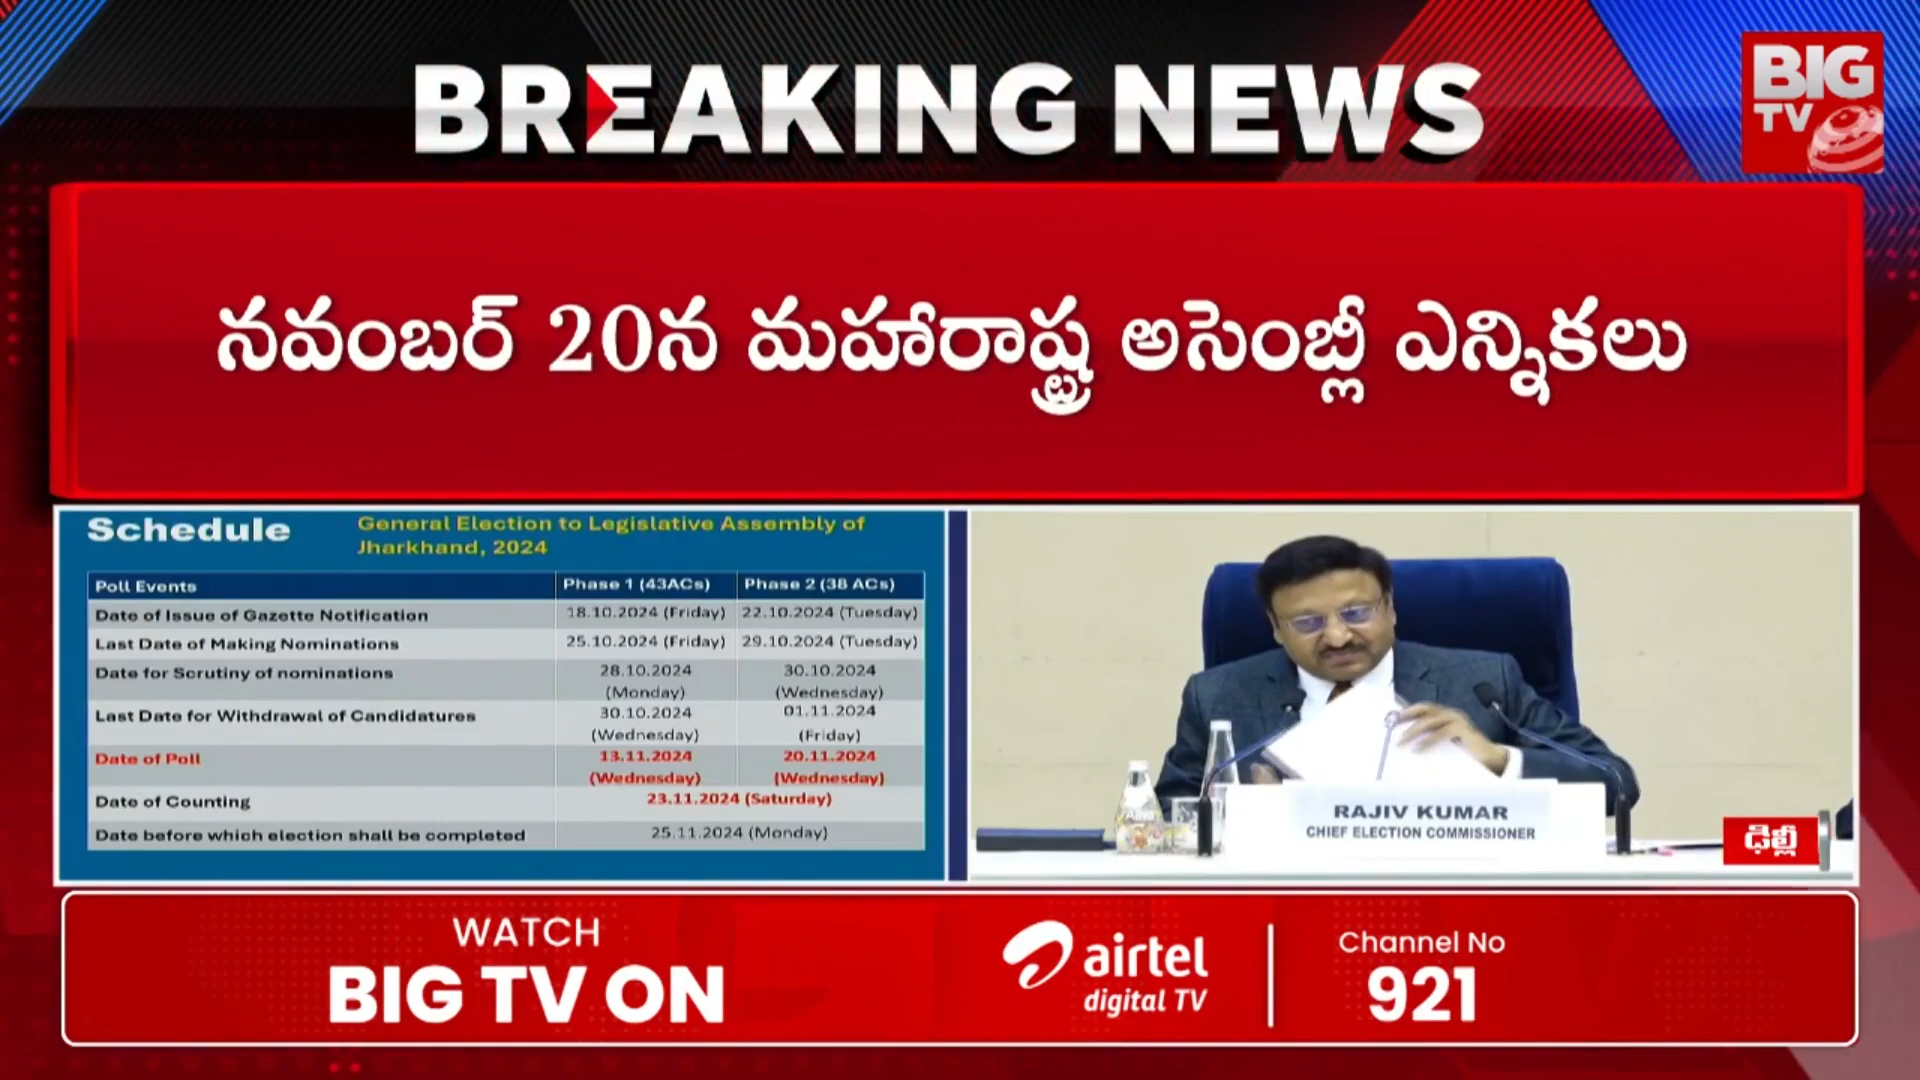 BREAKING NEWS
BIG
TV
నవంబర్ 20న మహారాష్ట్ర అసెంబ్లీ ఎన్నికలు
Schedule
General Election to Legislative Assembly of
Jharkhand, 2024
Poll Events Phase 1 (43ACs) Phase 2 (38 ACs)
Date of Issue of Gazette Notification 18.10.2024 (Friday) 22.10.2024 (Tuesday)
Last Date of Making Nominations 25.10.2024 (Friday) 29.10.2024 (Tuesday)
Date for Scrutiny of nominations 28.10.2024 30.10.2024
(Monday) (Wednesday)
Last Date for Withdrawal of Candidatures 30.10.2024 01.11.2024
(Wednesday) (Friday)
Date of Poll 13.11.2024 20.11.2024
(Wednesday) (Wednesday)
Date of Counting 23.11.2024 (Saturday)
Date before which election shall be completed 25.11.2024 (Monday)
RAJIV KUMAR
CHIEF ELECTION COMMISSIONER
ఢిల్లీ
WATCH
BIG TV ON
airtel
digital TV
Channel No
921